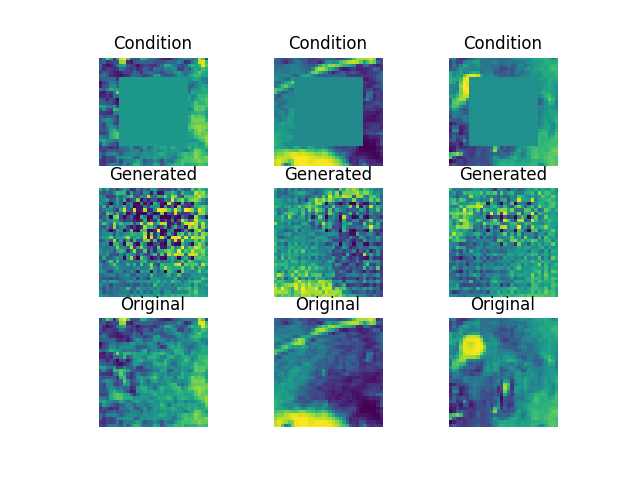 Condition Condition Condition
Generated Generated Generated
Original Original Original